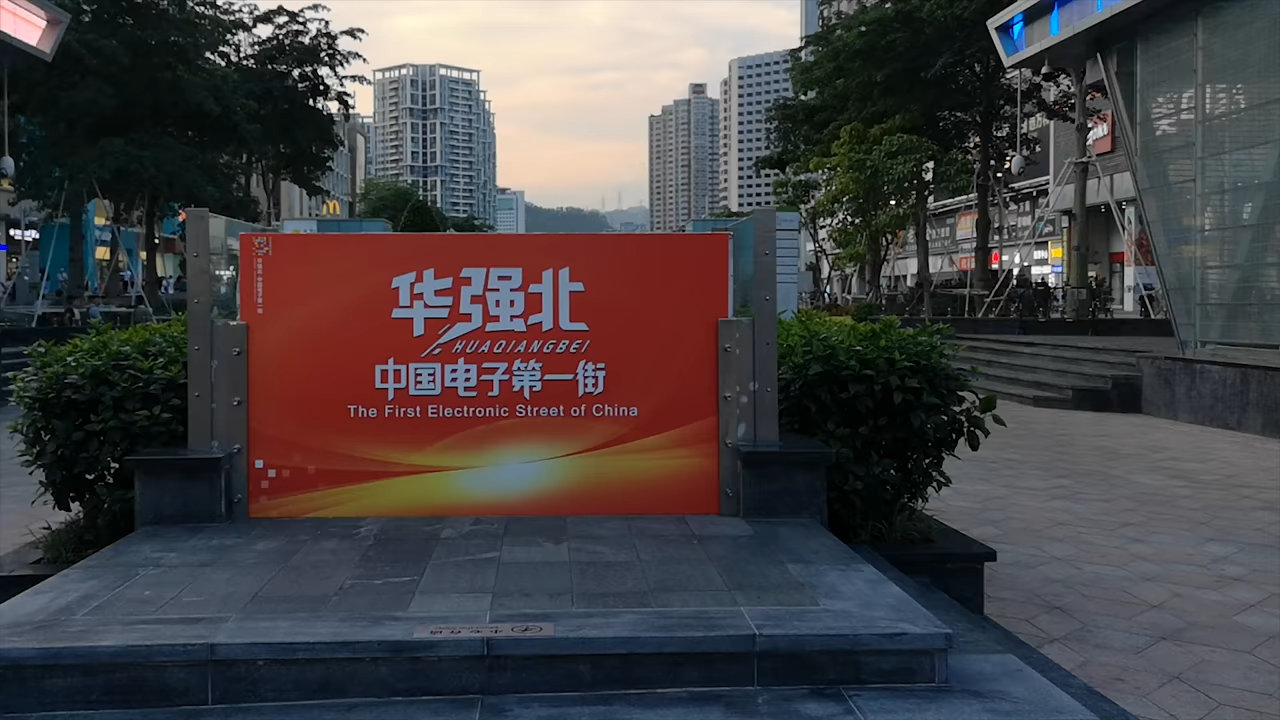 华强北
HUAQIANGBEI
中国电子第一街
The First Electronic Street of China